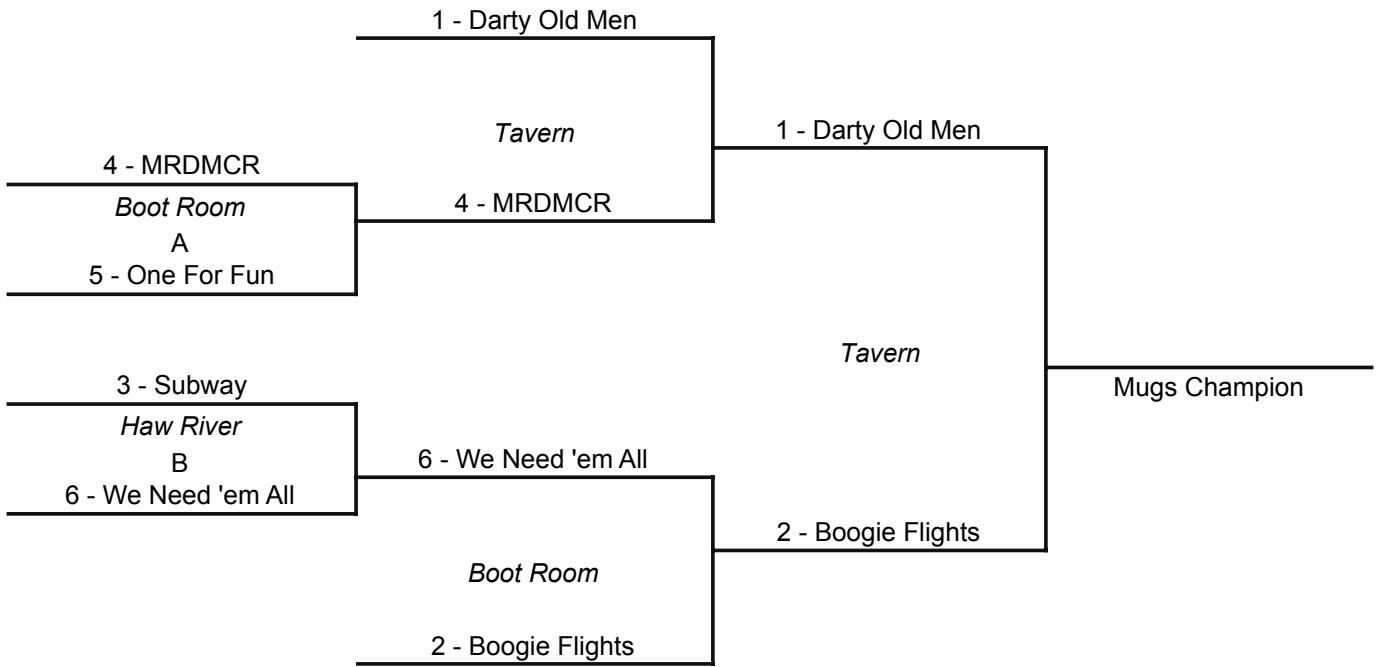 1 - Darty Old Men
Tavern
1 - Darty Old Men
4 - MRDMCR
Boot Room
4 - MRDMCR
A
5 - One For Fun
Tavern
3 - Subway
Mugs Champion
Haw River
B
6 - We Need 'em All
6 - We Need 'em All
2 - Boogie Flights
Boot Room
2 - Boogie Flights